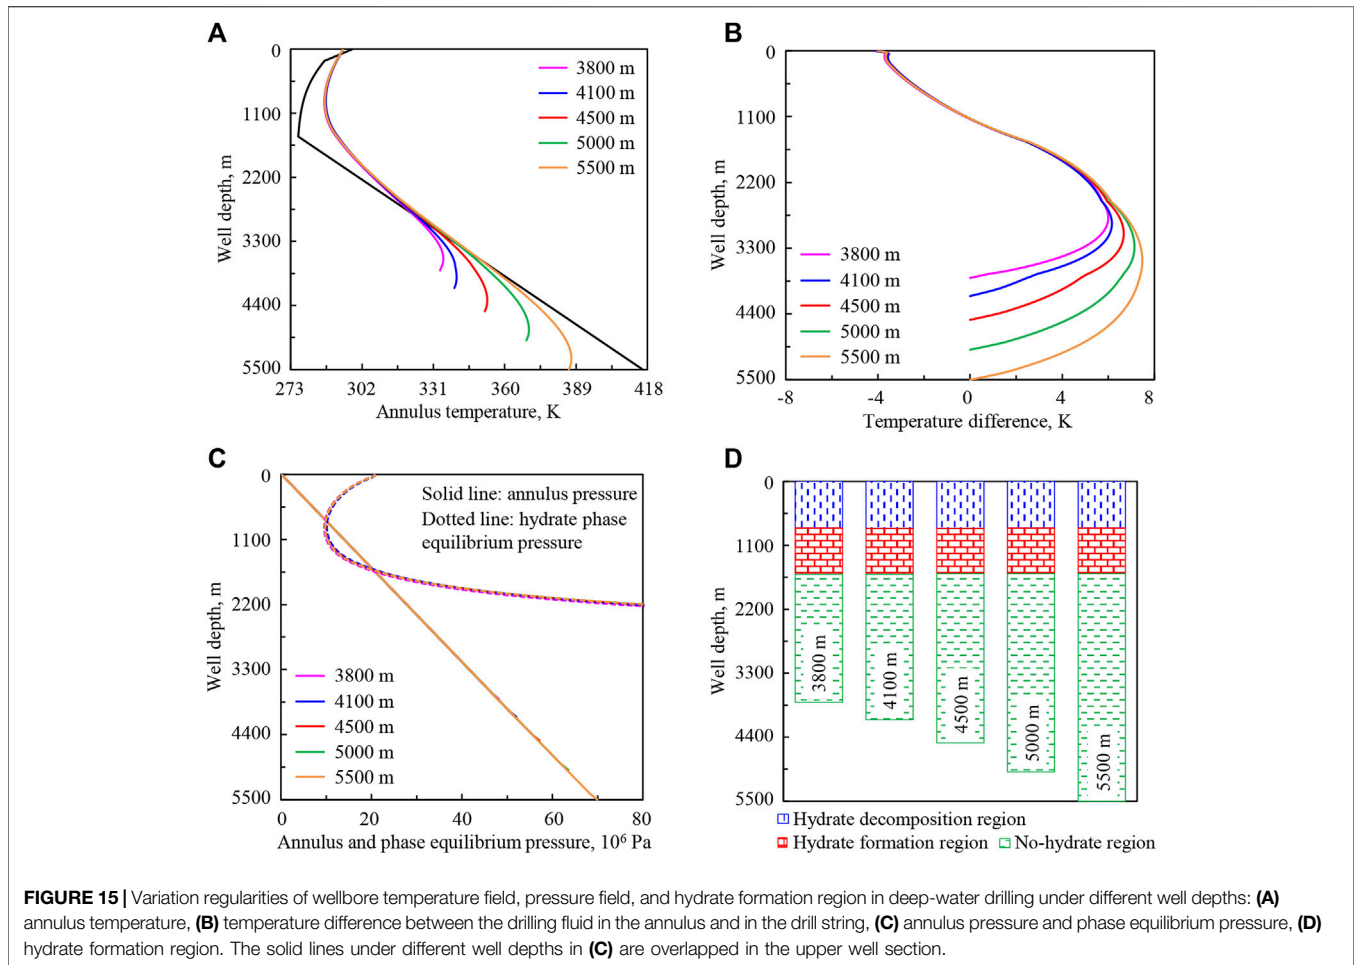 A
0
1100
2200
3300
4400
5500
Well depth, m
273
302
331
360
389
418
Annulus temperature, K
3800 m
4100 m
4500 m
5000 m
5500 m
B
0
1100
2200
3300
4400
5500
Well depth, m
-8
-4
0
4
8
Temperature difference, K
3800 m
4100 m
4500 m
5000 m
5500 m
C
0
1100
2200
3300
4400
5500
Well depth, m
0
20
40
60
80
Annulus and phase equilibrium pressure, 10⁶ Pa
Solid line: annulus pressure
Dotted line: hydrate phase
equilibrium pressure
3800 m
4100 m
4500 m
5000 m
5500 m
D
0
1100
2200
3300
4400
5500
Well depth, m
3800 m
4100 m
4500 m
5000 m
5500 m
Hydrate decomposition region
Hydrate formation region
No-hydrate region
FIGURE 15 | Variation regularities of wellbore temperature field, pressure field, and hydrate formation region in deep-water drilling under different well depths: (A)
annulus temperature, (B) temperature difference between the drilling fluid in the annulus and in the drill string, (C) annulus pressure and phase equilibrium pressure, (D)
hydrate formation region. The solid lines under different well depths in (C) are overlapped in the upper well section.